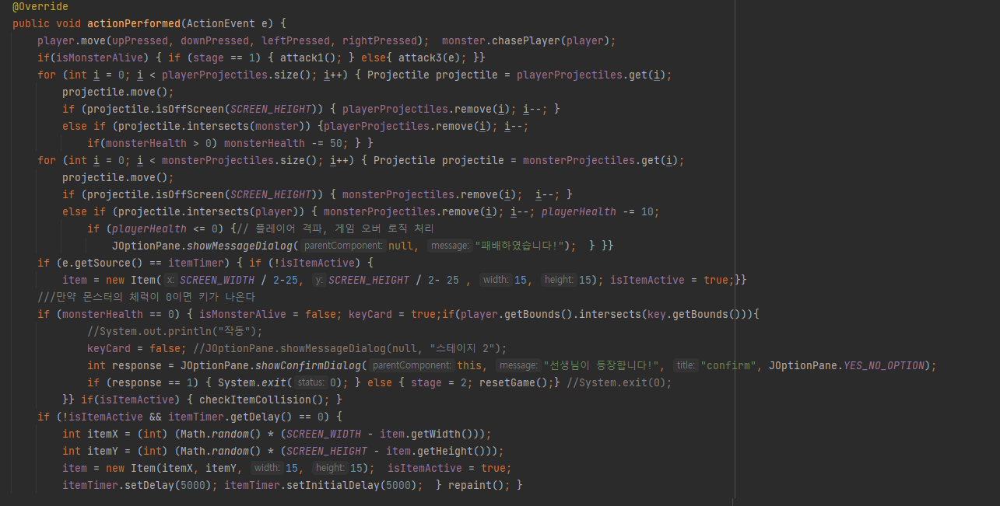 @Override
public void actionPerformed(ActionEvent e) {
player.move(upPressed, downPressed, leftPressed, rightPressed);  monster.chasePlayer(player);
if(isMonsterAlive) { if (stage == 1) { attack1(); } else{ attack3(e); }}
for (int i = 0; i < playerProjectiles.size(); i++) { Projectile projectile = playerProjectiles.get(i);
projectile.move();
if (projectile.isOffScreen(SCREEN_HEIGHT)) { playerProjectiles.remove(i); i--; }
else if (projectile.intersects(monster)) {playerProjectiles.remove(i); i--;
if(monsterHealth > 0) monsterHealth -= 50; } }
for (int i = 0; i < monsterProjectiles.size(); i++) { Projectile projectile = monsterProjectiles.get(i);
projectile.move();
if (projectile.isOffScreen(SCREEN_HEIGHT)) { monsterProjectiles.remove(i);  i--; }
else if (projectile.intersects(player)) { monsterProjectiles.remove(i); i--; playerHealth -= 10;
if (playerHealth <= 0) {// 플레이어 격파, 게임 오버 로직 처리
JOptionPane.showMessageDialog( parentComponent: null,  message: "패배하였습니다!");  } }}
if (e.getSource() == itemTimer) { if (!isItemActive) {
item = new Item( x: SCREEN_WIDTH / 2-25,  y: SCREEN_HEIGHT / 2- 25 ,  width: 15,  height: 15); isItemActive = true;}}
///만약 몬스터의 체력이 0이면 키가 나온다
if (monsterHealth == 0) { isMonsterAlive = false; keyCard = true;if(player.getBounds().intersects(key.getBounds())){
//System.out.println("작동");
keyCard = false; //JOptionPane.showMessageDialog(null, "스테이지 2");
int response = JOptionPane.showConfirmDialog( parentComponent: this,  message: "선생님이 등장합니다!",  title: "confirm", JOptionPane.YES_NO_OPTION);
if (response == 1) { System.exit( status: 0); } else { stage = 2; resetGame();} //System.exit(0);
}} if(isItemActive) { checkItemCollision(); }
if (!isItemActive && itemTimer.getDelay() == 0) {
int itemX = (int) (Math.random() * (SCREEN_WIDTH - item.getWidth()));
int itemY = (int) (Math.random() * (SCREEN_HEIGHT - item.getHeight()));
item = new Item(itemX, itemY,  width: 15,  height: 15);  isItemActive = true;
itemTimer.setDelay(5000); itemTimer.setInitialDelay(5000);  } repaint(); }